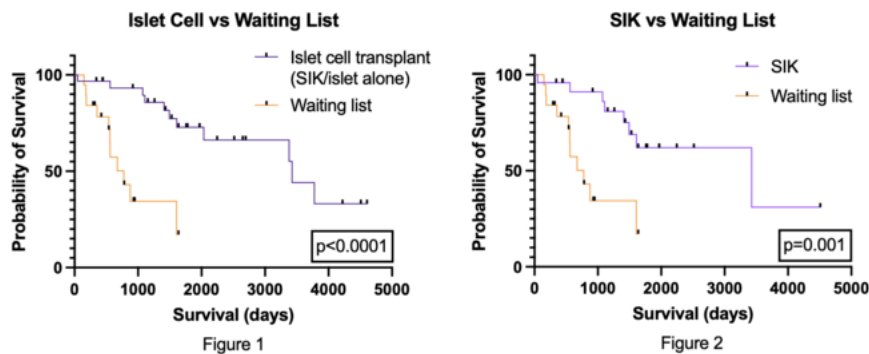 Islet Cell vs Waiting List
Probability of Survival
100
50
0
0 1000 2000 3000 4000 5000
Survival (days)
Islet cell transplant
(SIK/islet alone)
Waiting list
p<0.0001
Figure 1
SIK vs Waiting List
Probability of Survival
100
50
0
0 1000 2000 3000 4000 5000
Survival (days)
SIK
Waiting list
p=0.001
Figure 2